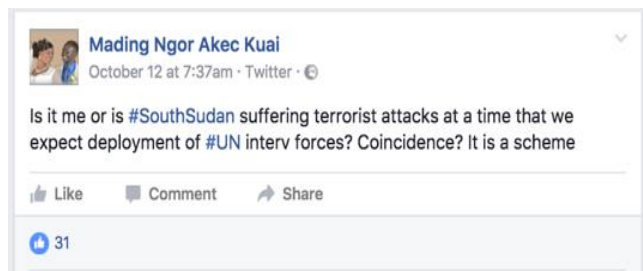 Mading Ngor Akec Kuai
October 12 at 7:37am · Twitter ·
Is it me or is #SouthSudan suffering terrorist attacks at a time that we
expect deployment of #UN interv forces? Coincidence? It is a scheme
Like Comment Share
31